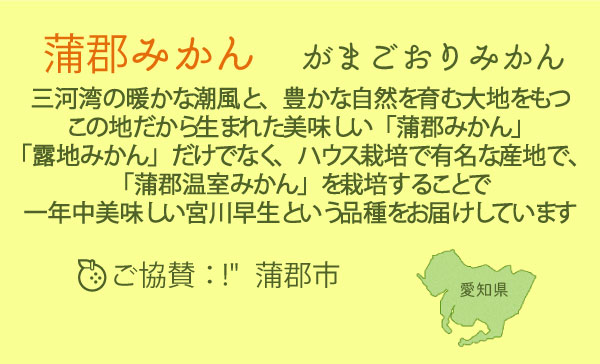 蒲郡みかん　がまごおりみかん
三河湾の暖かな潮風と、豊かな自然を育む大地をもつ
この地だから生まれた美味しい「蒲郡みかん」
「露地みかん」だけでなく、ハウス栽培で有名な産地で、
「蒲郡温室みかん」を栽培することで
一年中美味しい宮川早生という品種をお届けしています
ご協賛：!" 蒲郡市
愛知県